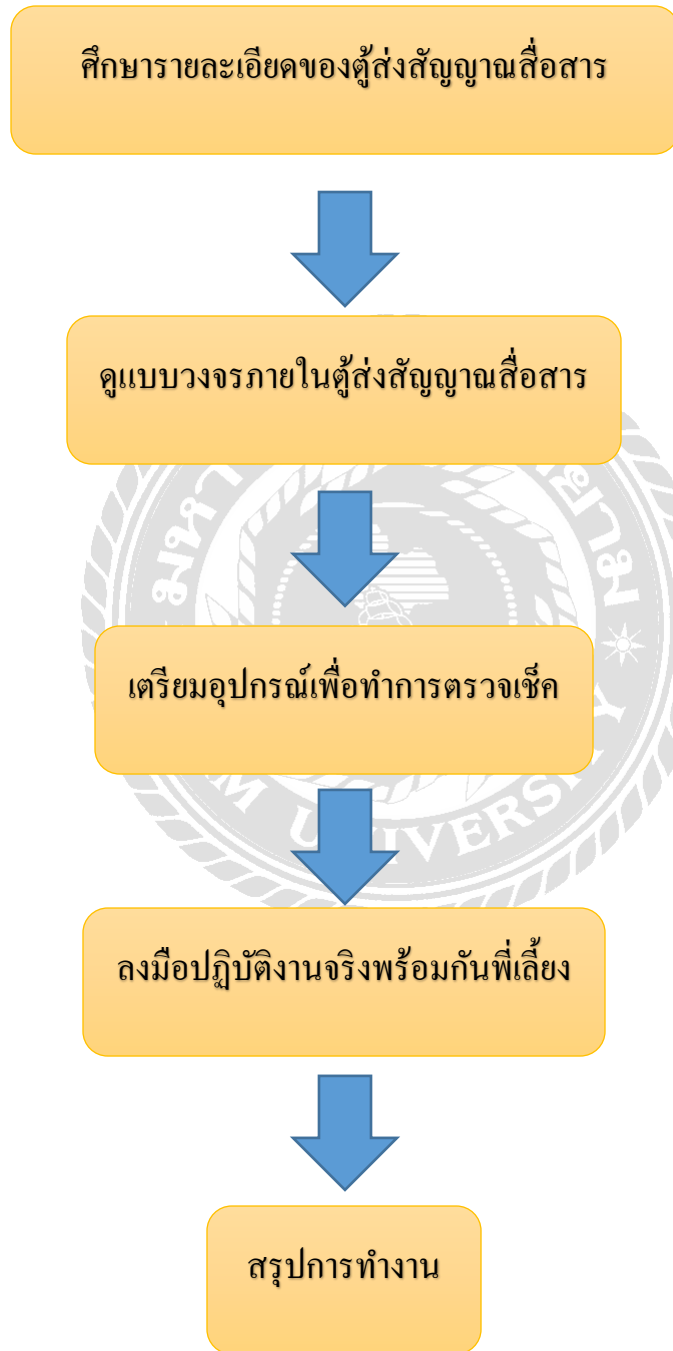 ศึกษารายละเอียดของตู้ส่งสัญญาณสื่อสาร
ดูแบบวงจรภายในตู้ส่งสัญญาณสื่อสาร
เตรียมอุปกรณ์เพื่อทำการตรวจเช็ค
ลงมือปฏิบัติงานจริงพร้อมกันพี่เลี้ยง
สรุปการทำงาน
UNIVERSITY